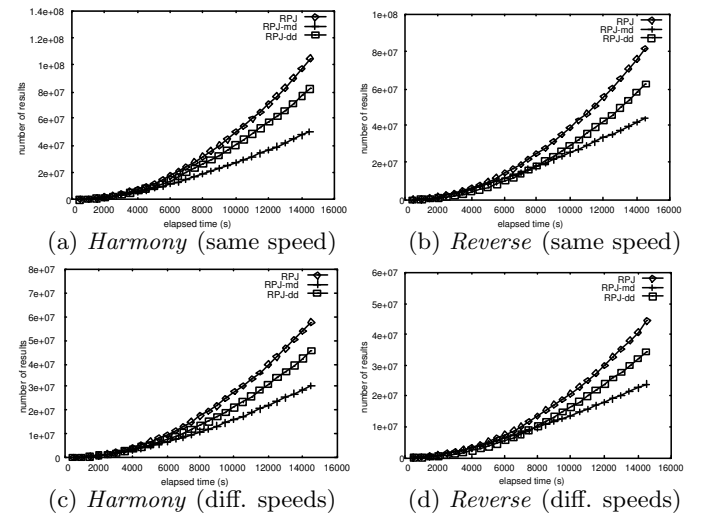 1.4e+08
1.2e+08
1e+08
8e+07
6e+07
4e+07
2e+07
0
number of results
RPJ
RPJ-md
RPJ-dd
0 2000 4000 6000 8000 10000 12000 14000 16000
elapsed time (s)
(a) Harmony (same speed)
1e+08
8e+07
6e+07
4e+07
2e+07
0
number of results
RPJ
RPJ-md
RPJ-dd
0 2000 4000 6000 8000 10000 12000 14000 16000
elapsed time (s)
(b) Reverse (same speed)
8e+07
7e+07
6e+07
5e+07
4e+07
3e+07
2e+07
1e+07
0
number of results
RPJ
RPJ-md
RPJ-dd
0 2000 4000 6000 8000 10000 12000 14000 16000
elapsed time (s)
(c) Harmony (diff. speeds)
6e+07
5e+07
4e+07
3e+07
2e+07
1e+07
0
number of results
RPJ
RPJ-md
RPJ-dd
0 2000 4000 6000 8000 10000 12000 14000 16000
elapsed time (s)
(d) Reverse (diff. speeds)